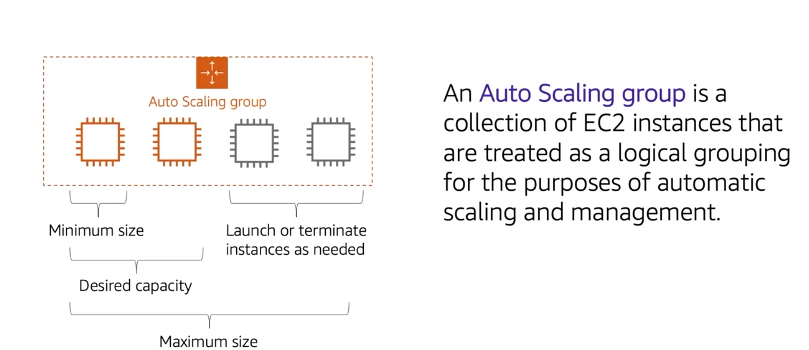 Auto Scaling group
Minimum size
Launch or terminate
instances as needed
Desired capacity
Maximum size
An Auto Scaling group is a
collection of EC2 instances that
are treated as a logical grouping
for the purposes of automatic
scaling and management.